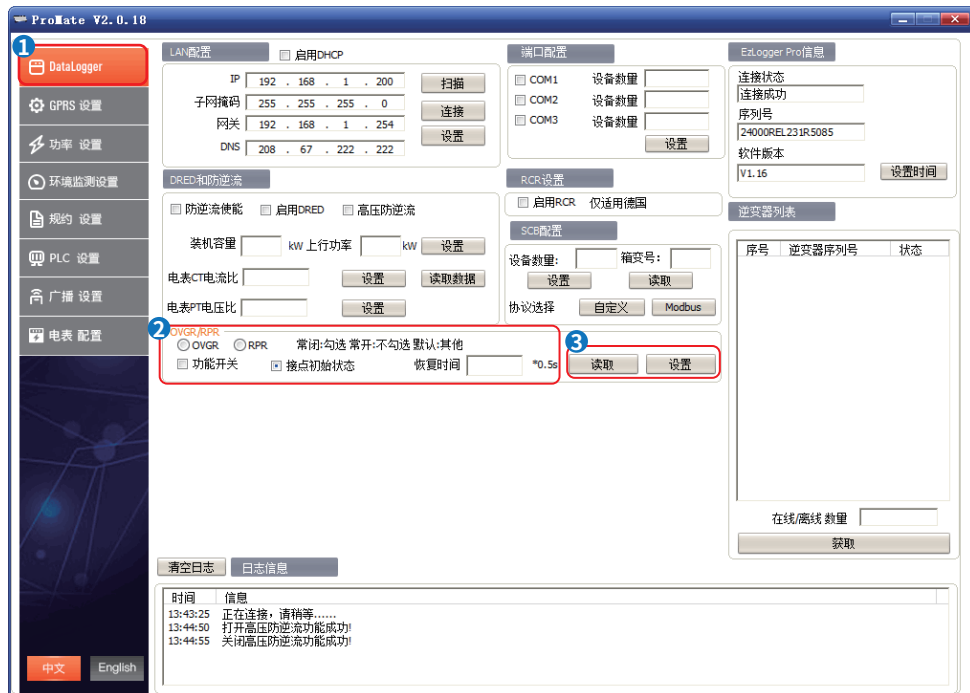 ProMate V2.0.18
1
DataLogger
GPRS 设置
功率 设置
环境监测设置
规约 设置
PLC 设置
广播 设置
电表 配置
中文 English
LAN配置
启用DHCP
IP 192 . 168 . 1 . 200 扫描
子网掩码 255 . 255 . 255 . 0 连接
网关 192 . 168 . 1 . 254 设置
DNS 208 . 67 . 222 . 222
端口配置
COM1 设备数量
COM2 设备数量
COM3 设备数量
设置
EzLogger Pro信息
连接状态
连接成功
序列号
24000REL231R5085
软件版本
V1.16 设置时间
DRED和防逆流
防逆流使能 启用DRED 高压防逆流
装机容量 kW 上行功率 kW 设置
电表CT电流比 设置 读取数据
电表PT电压比 设置
RCR设置
启用RCR 仅适用德国
SCB配置
设备数量: 箱变号:
设置 读取
协议选择 自定义 Modbus
逆变器列表
序号 逆变器序列号 状态
在线/离线 数量
获取
2
OVGR/RPR
OVGR RPR 常闭:勾选 常开:不勾选 默认:其他
功能开关 接点初始状态 恢复时间 *0.5s
3
读取 设置
清空日志 日志信息
时间 信息
13:43:25 正在连接，请稍等......
13:44:50 打开高压防逆流功能成功!
13:44:55 关闭高压防逆流功能成功!